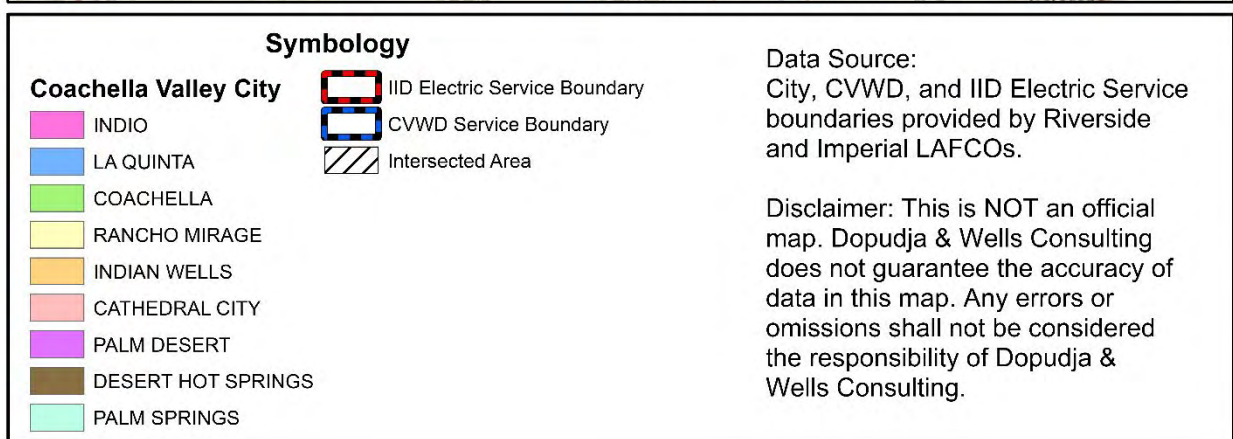 Symbology
Coachella Valley City
INDIO
LA QUINTA
COACHELLA
RANCHO MIRAGE
INDIAN WELLS
CATHEDRAL CITY
PALM DESERT
DESERT HOT SPRINGS
PALM SPRINGS
IID Electric Service Boundary
CVWD Service Boundary
Intersected Area
Data Source:
City, CVWD, and IID Electric Service
boundaries provided by Riverside
and Imperial LAFCOs.
Disclaimer: This is NOT an official
map. Dopudja & Wells Consulting
does not guarantee the accuracy of
data in this map. Any errors or
omissions shall not be considered
the responsibility of Dopudja &
Wells Consulting.